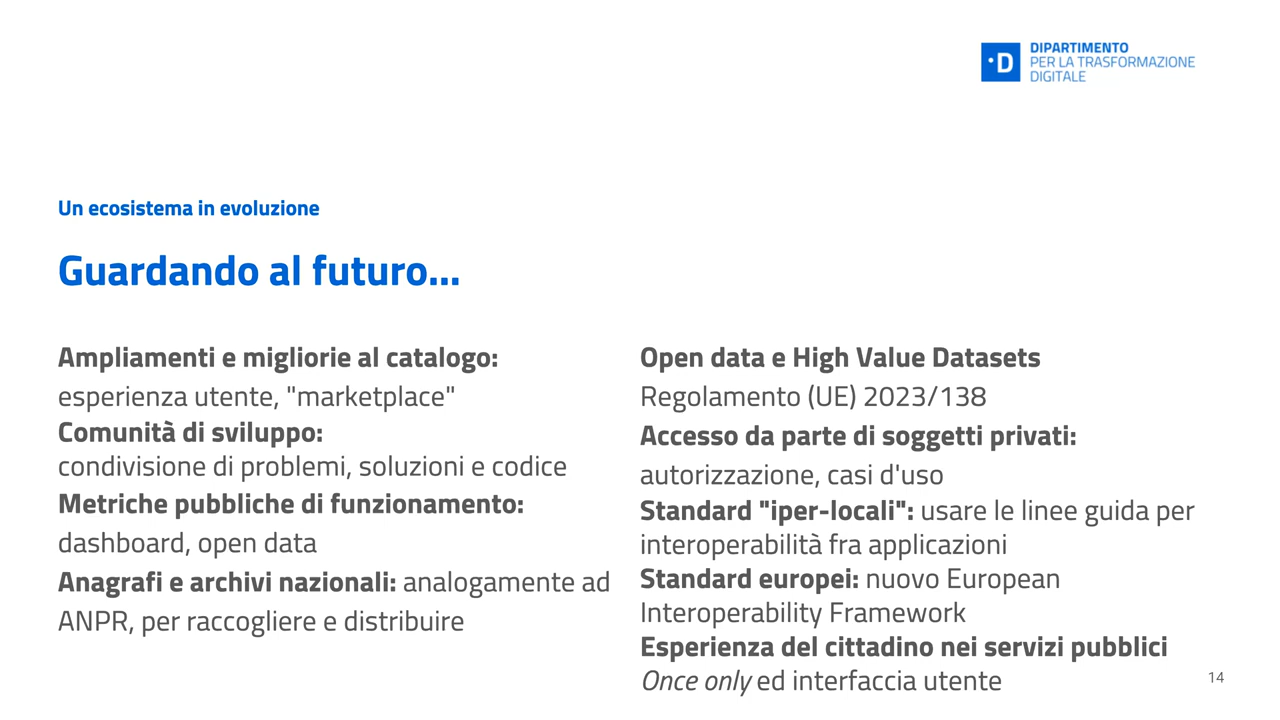 DIPARTIMENTO
PER LA TRASFORMAZIONE
DIGITALE
Un ecosistema in evoluzione
Guardando al futuro...
Ampliamenti e migliorie al catalogo:
esperienza utente, "marketplace"
Comunità di sviluppo:
condivisione di problemi, soluzioni e codice
Metriche pubbliche di funzionamento:
dashboard, open data
Anagrafi e archivi nazionali: analogamente ad
ANPR, per raccogliere e distribuire
Open data e High Value Datasets
Regolamento (UE) 2023/138
Accesso da parte di soggetti privati:
autorizzazione, casi d'uso
Standard "iper-locali": usare le linee guida per
interoperabilità fra applicazioni
Standard europei: nuovo European
Interoperability Framework
Esperienza del cittadino nei servizi pubblici
Once only ed interfaccia utente
14